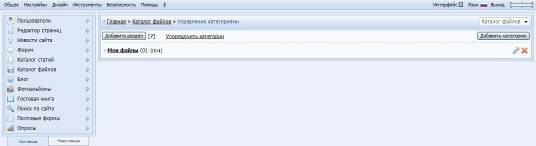 Общее Настройки Дизайн Инструменты Безопасность Помощь $
Интерфейс Язык Выход
Пользователи
Редактор страниц
Новости сайта
Форум
Каталог статей
Каталог файлов
Блог
Фотоальбомы
Гостевая книга
Поиск по сайту
Почтовые формы
Опросы
Активные Неактивные
Главная » Каталог файлов » Управление категориями
Каталог файлов
Добавить раздел [?] Упорядочить категории
Добавить категорию
Мои файлы (0) [ID:1]